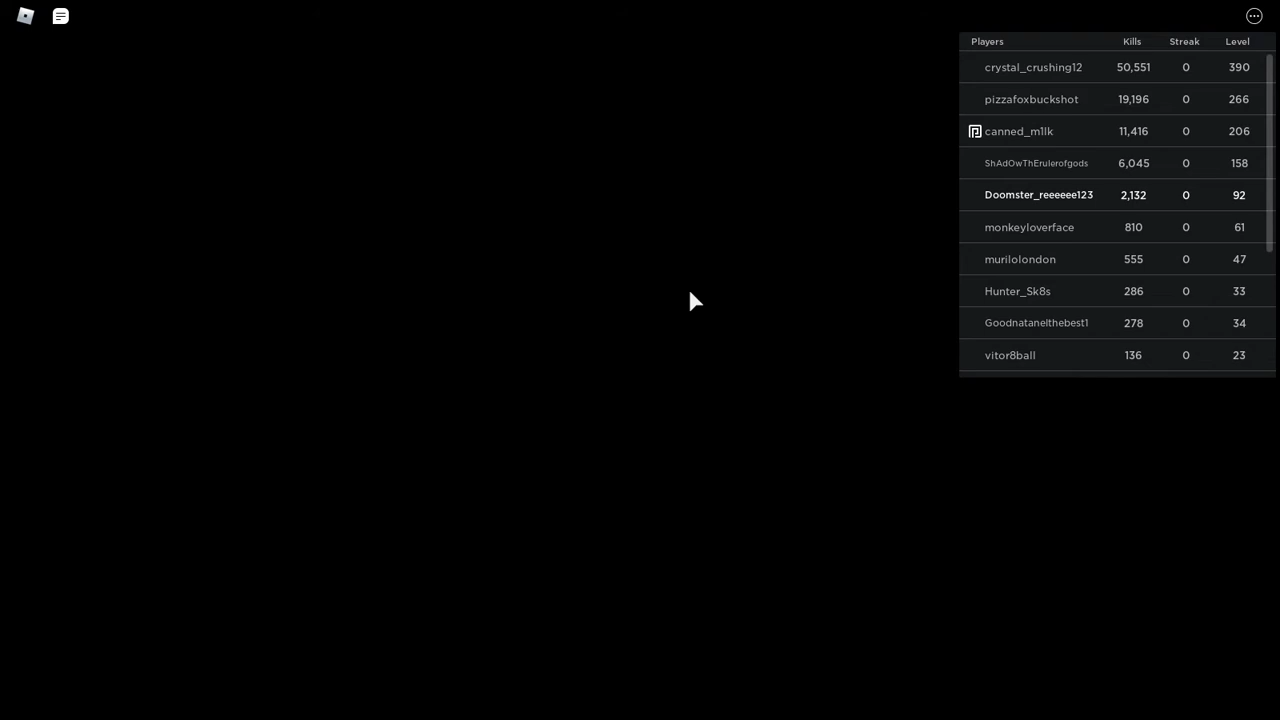 Players Kills Streak Level
crystal_crushing12 50,551 0 390
pizzafoxbuckshot 19,196 0 266
canned_m1lk 11,416 0 206
ShAdOwThErulerofgods 6,045 0 158
Doomster_reeeeee123 2,132 0 92
monkeyloverface 810 0 61
murilolondon 555 0 47
Hunter_Sk8s 286 0 33
Goodnatanelthebest1 278 0 34
vitor8ball 136 0 23